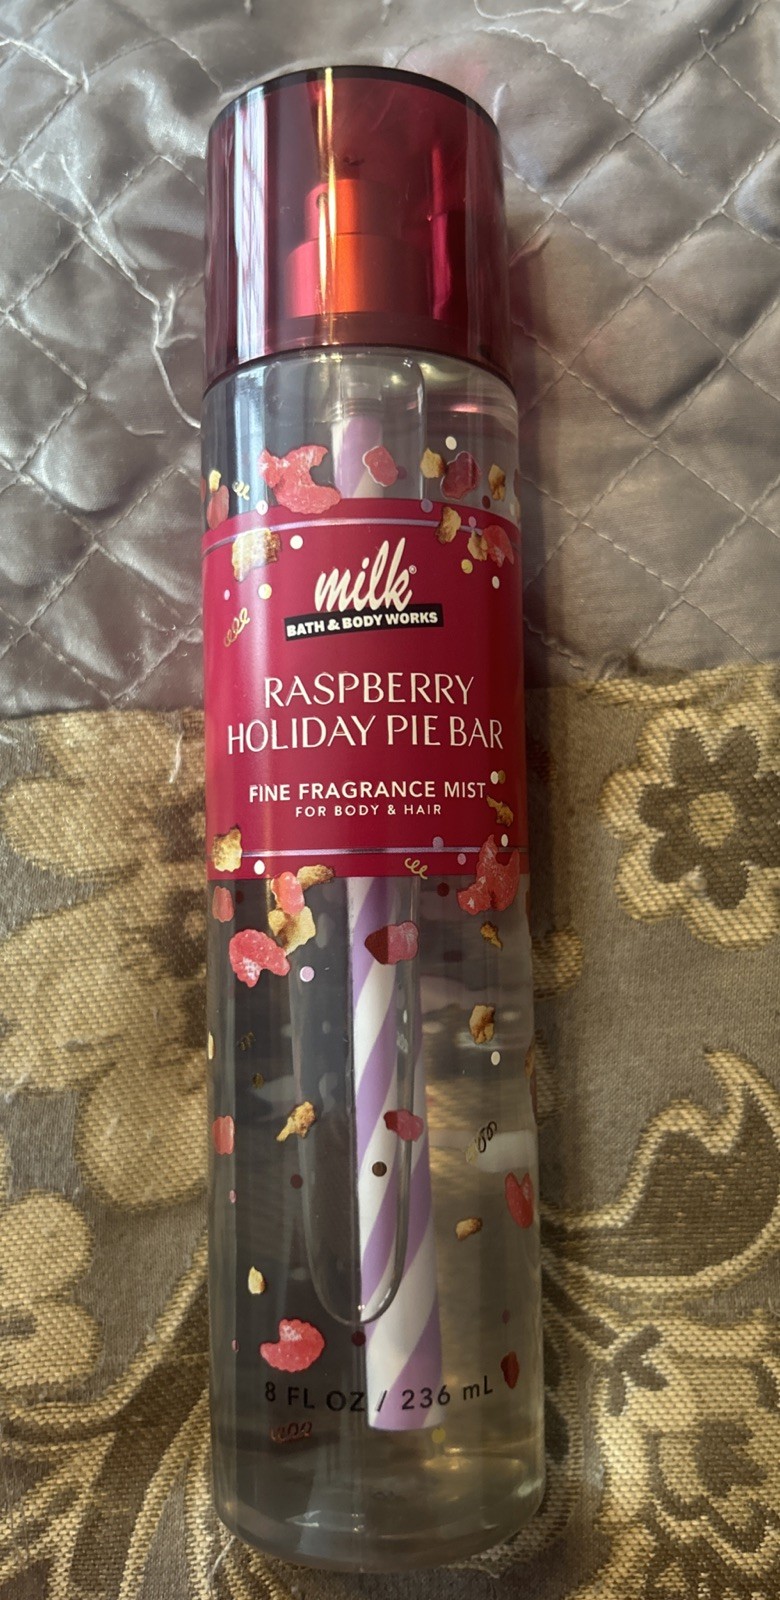 milk®
BATH & BODY WORKS
RASPBERRY
HOLIDAY PIE BAR
FINE FRAGRANCE MIST
FOR BODY & HAIR
8 FL OZ / 236 mL